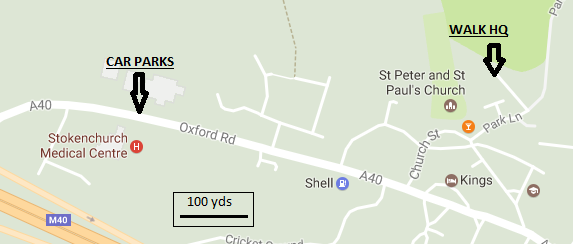 WALK HQ
CAR PARKS
St Peter and St
Paul's Church
A40
Oxford Rd
Park Ln
Stokenchurch
Medical Centre
H
Church St
A40
Shell
Kings
100 yds
M40
Cricket Ground